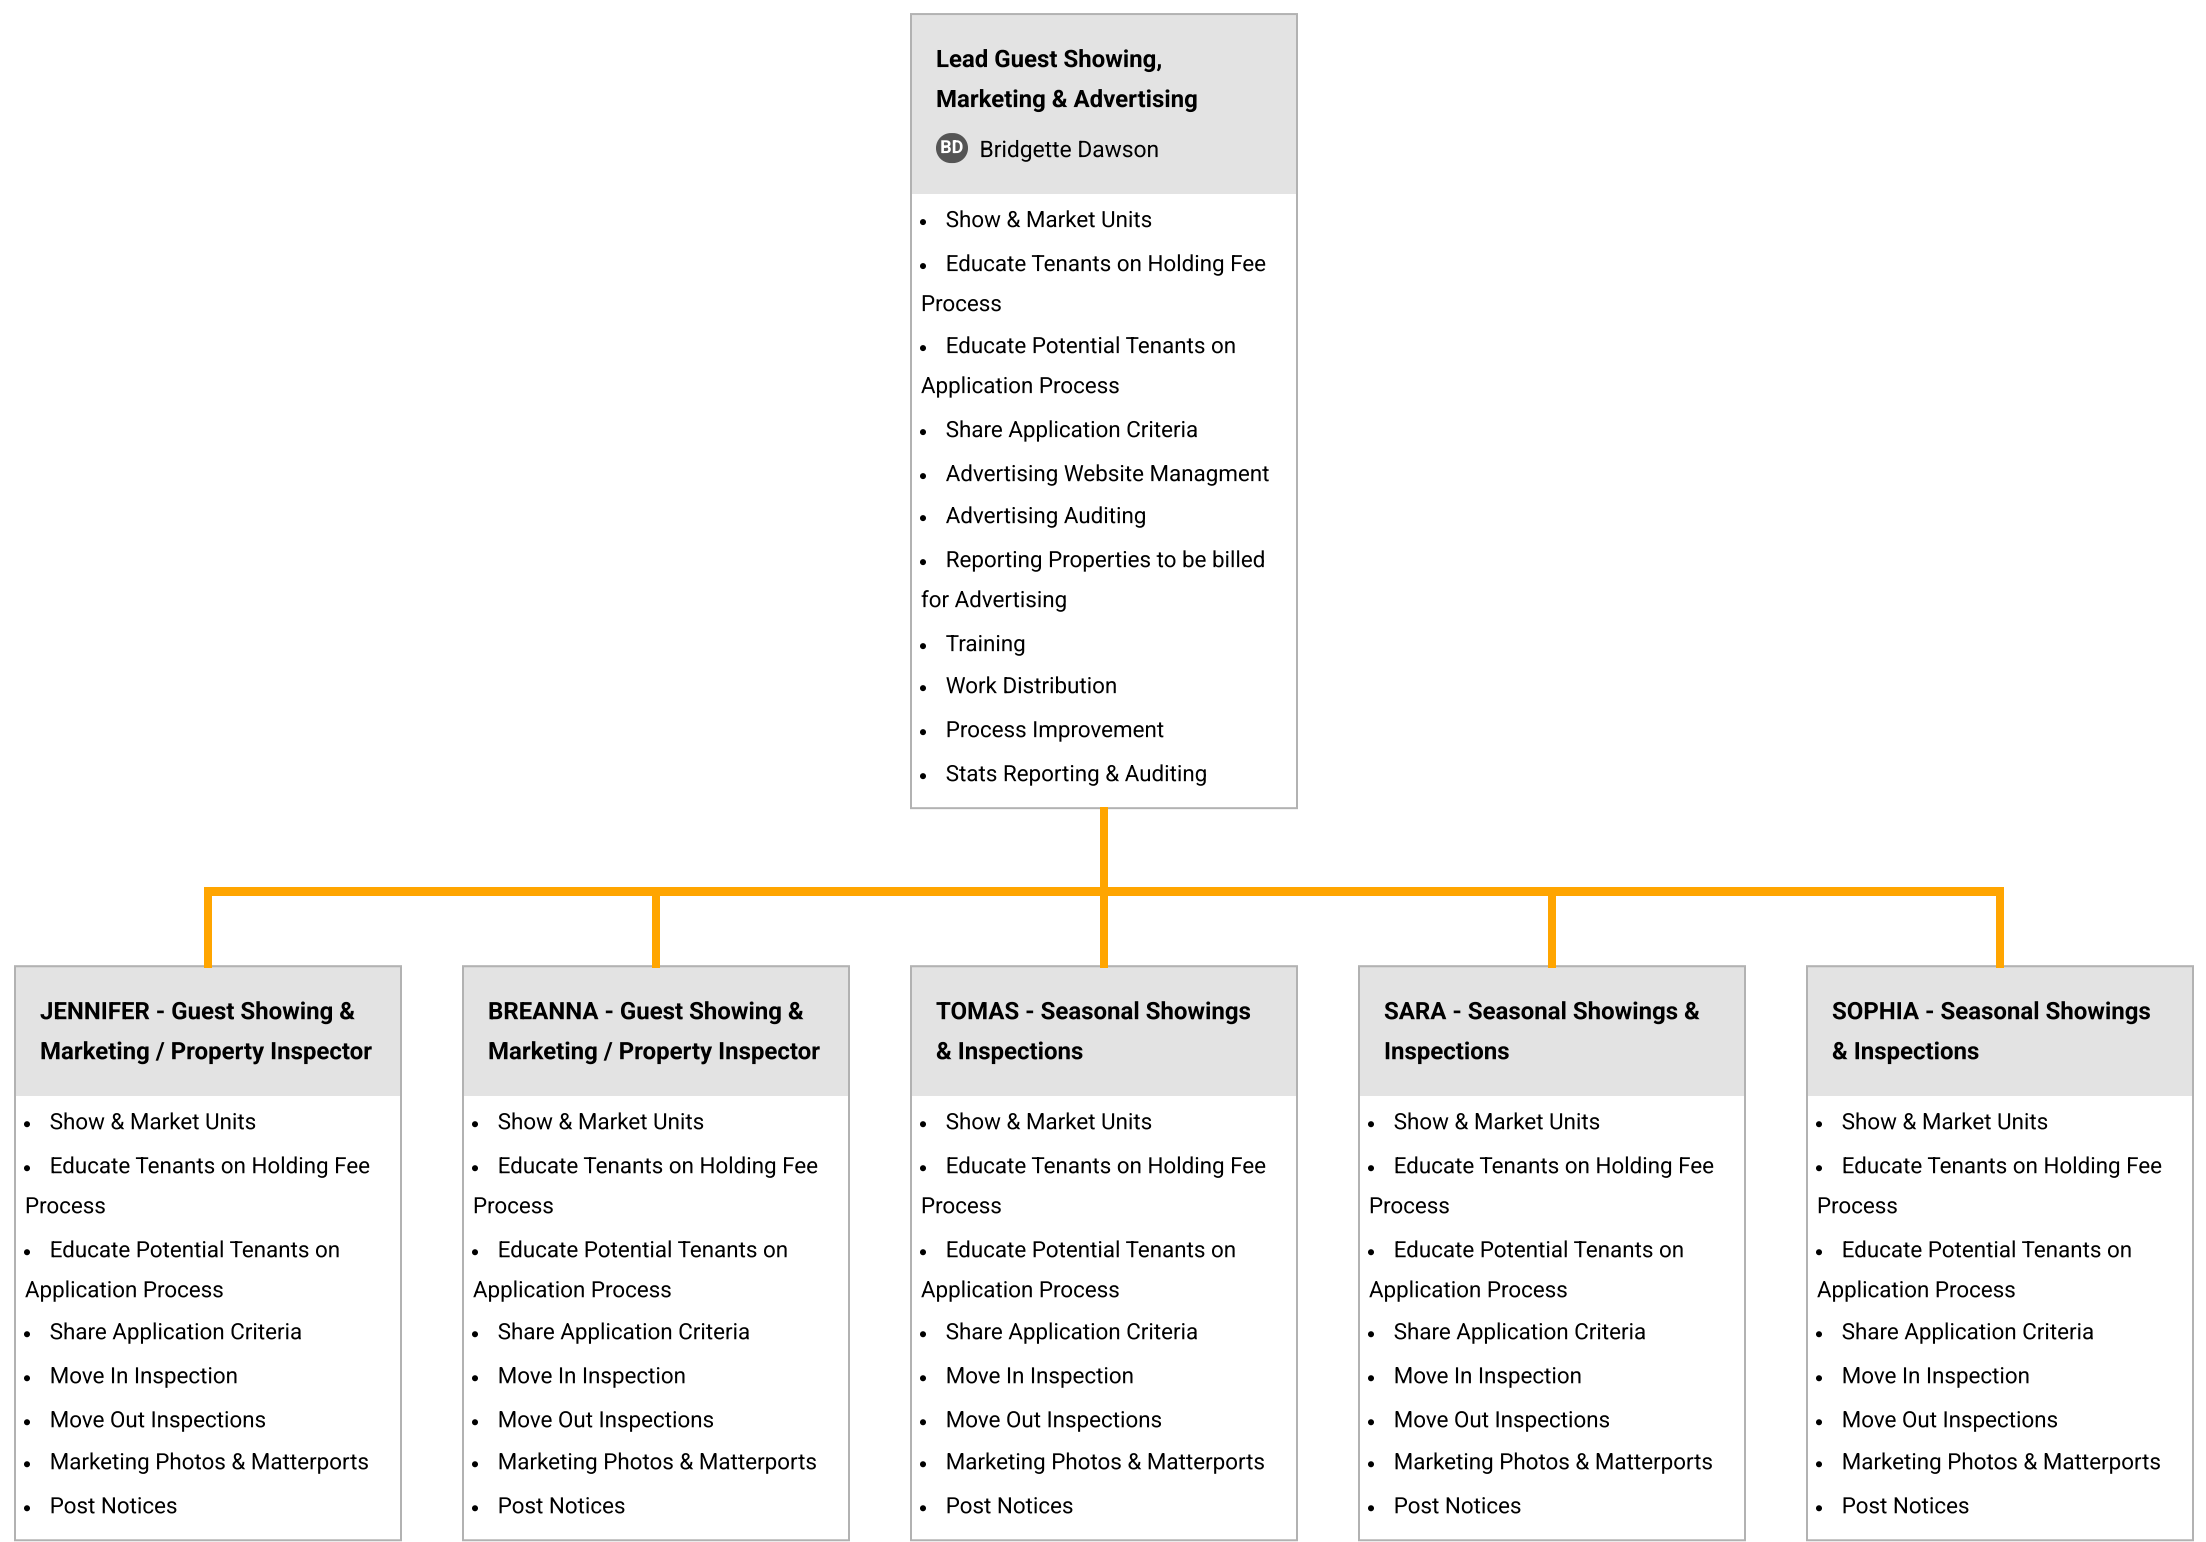 Lead Guest Showing,
Marketing & Advertising
BD Bridgette Dawson
• Show & Market Units
• Educate Tenants on Holding Fee
Process
• Educate Potential Tenants on
Application Process
• Share Application Criteria
• Advertising Website Managment
• Advertising Auditing
• Reporting Properties to be billed
for Advertising
• Training
• Work Distribution
• Process Improvement
• Stats Reporting & Auditing
JENNIFER - Guest Showing &
Marketing / Property Inspector
• Show & Market Units
• Educate Tenants on Holding Fee
Process
• Educate Potential Tenants on
Application Process
• Share Application Criteria
• Move In Inspection
• Move Out Inspections
• Marketing Photos & Matterports
• Post Notices
BREANNA - Guest Showing &
Marketing / Property Inspector
• Show & Market Units
• Educate Tenants on Holding Fee
Process
• Educate Potential Tenants on
Application Process
• Share Application Criteria
• Move In Inspection
• Move Out Inspections
• Marketing Photos & Matterports
• Post Notices
TOMAS - Seasonal Showings
& Inspections
• Show & Market Units
• Educate Tenants on Holding Fee
Process
• Educate Potential Tenants on
Application Process
• Share Application Criteria
• Move In Inspection
• Move Out Inspections
• Marketing Photos & Matterports
• Post Notices
SARA - Seasonal Showings &
Inspections
• Show & Market Units
• Educate Tenants on Holding Fee
Process
• Educate Potential Tenants on
Application Process
• Share Application Criteria
• Move In Inspection
• Move Out Inspections
• Marketing Photos & Matterports
• Post Notices
SOPHIA - Seasonal Showings
& Inspections
• Show & Market Units
• Educate Tenants on Holding Fee
Process
• Educate Potential Tenants on
Application Process
• Share Application Criteria
• Move In Inspection
• Move Out Inspections
• Marketing Photos & Matterports
• Post Notices